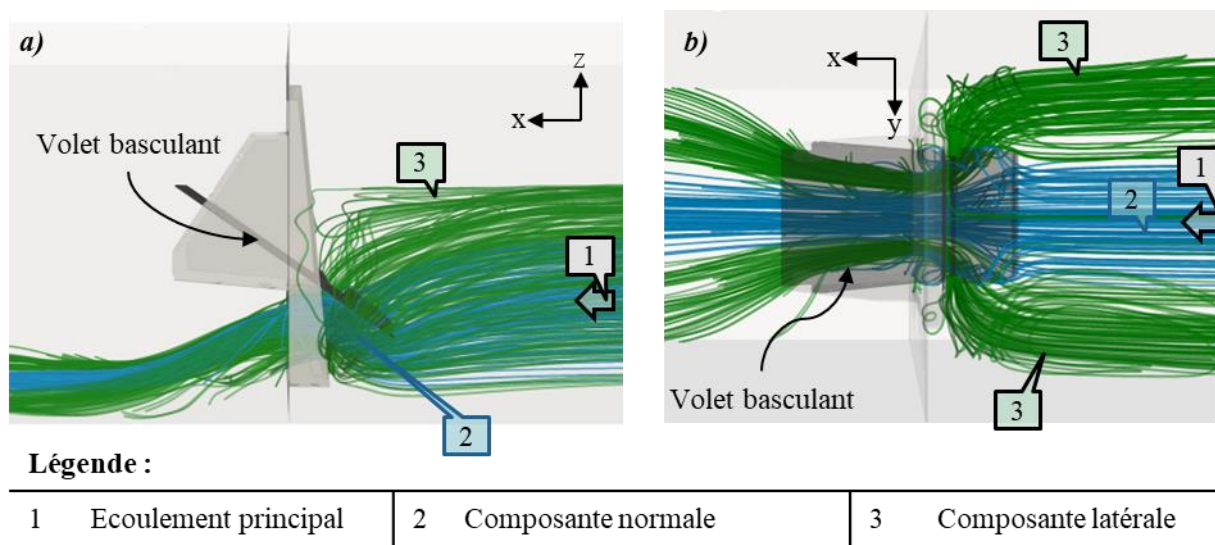 a)
z
x
Volet basculant
3
1
2
b)
3
x
y
1
2
Volet basculant
3
Légende :
1 Ecoulement principal 2 Composante normale 3 Composante latérale